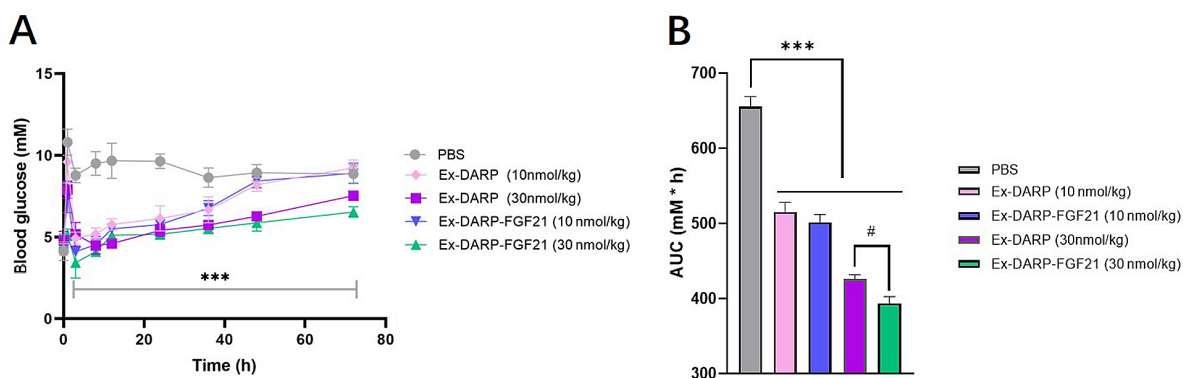 A
Blood glucose (mM)
15
10
5
0
0 20 40 60 80
Time (h)
***
PBS
Ex-DARP (10nmol/kg)
Ex-DARP (30nmol/kg)
Ex-DARP-FGF21 (10 nmol/kg)
Ex-DARP-FGF21 (30 nmol/kg)
B
AUC (mM * h)
700
600
500
400
300
***
#
PBS
Ex-DARP (10 nmol/kg)
Ex-DARP-FGF21 (10 nmol/kg)
Ex-DARP (30nmol/kg)
Ex-DARP-FGF21 (30 nmol/kg)